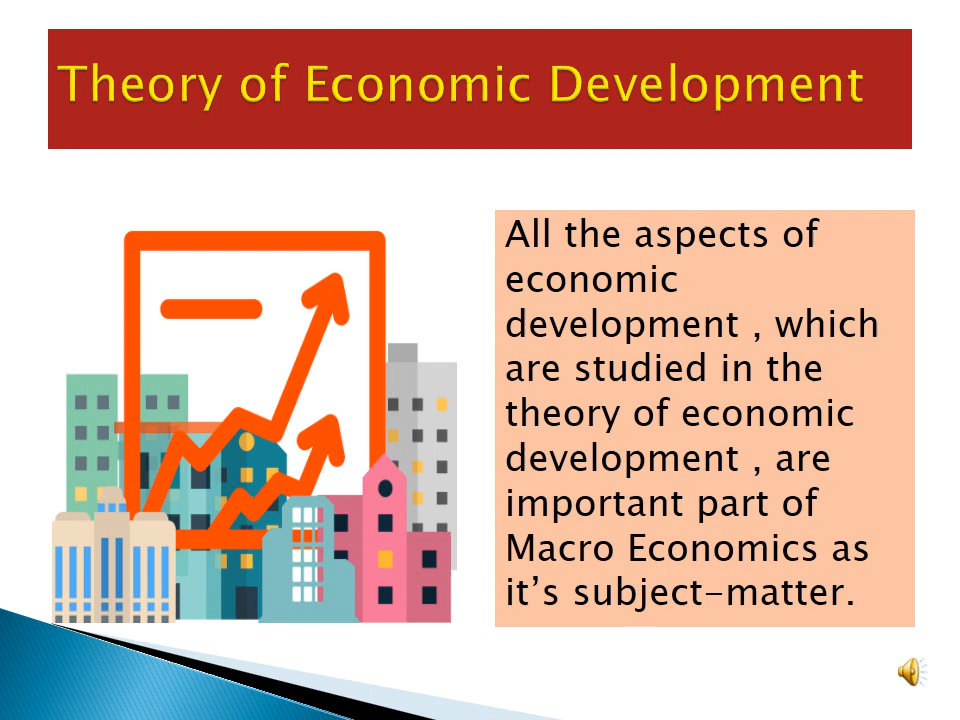 Theory of Economic Development
All the aspects of
economic
development , which
are studied in the
theory of economic
development , are
important part of
Macro Economics as
it’s subject-matter.